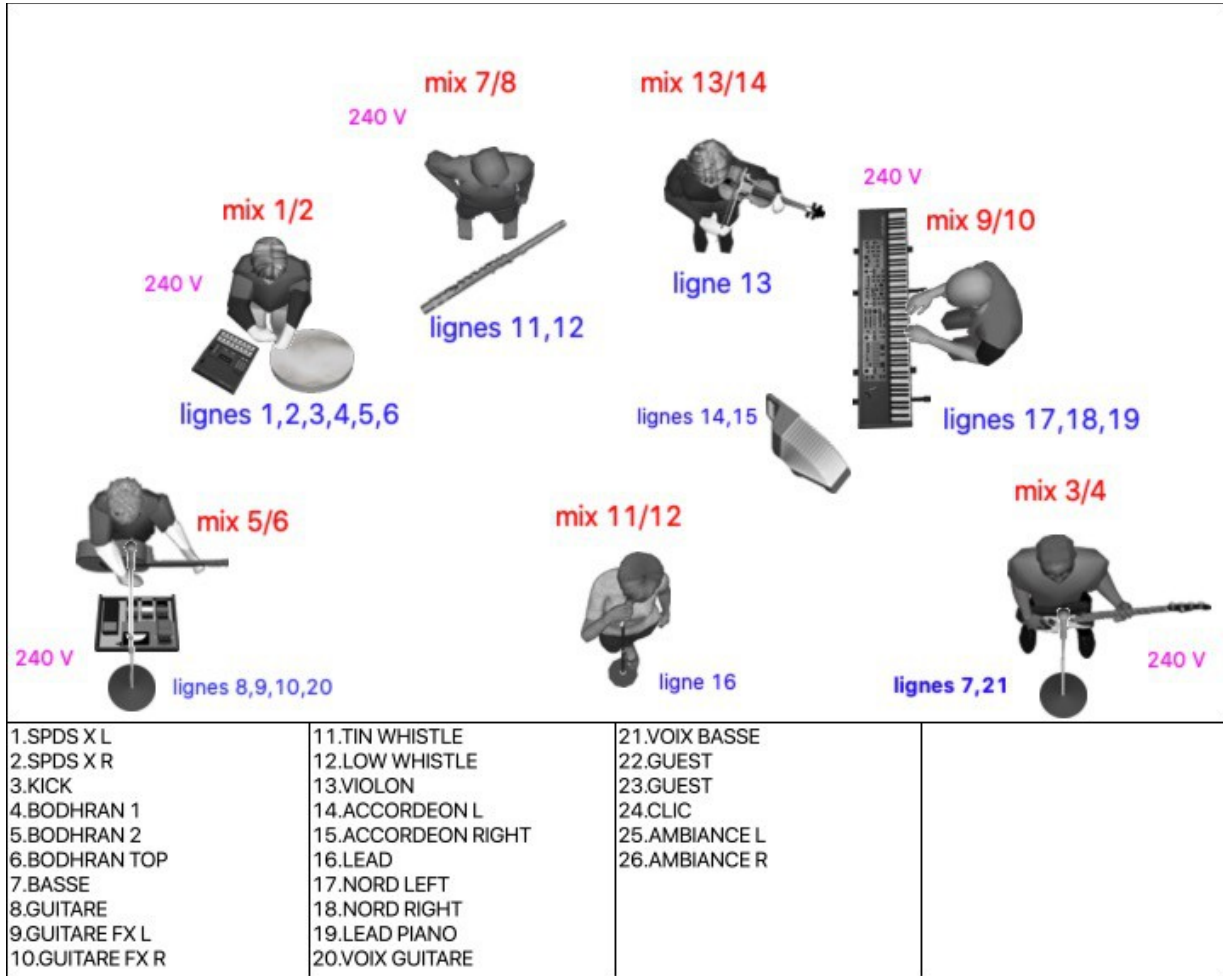 mix 7/8
mix 13/14
240 V
240 V
mix 1/2
mix 9/10
240 V
ligne 13
lignes 11,12
lignes 1,2,3,4,5,6
lignes 14,15
lignes 17,18,19
mix 5/6
mix 11/12
mix 3/4
240 V
lignes 8,9,10,20
ligne 16
lignes 7,21
240 V
1.SPDS X L
2.SPDS X R
3.KICK
4.BODHRAN 1
5.BODHRAN 2
6.BODHRAN TOP
7.BASSE
8.GUITARE
9.GUITARE FX L
10.GUITARE FX R
11.TIN WHISTLE
12.LOW WHISTLE
13.VIOLON
14.ACCORDEON L
15.ACCORDEON RIGHT
16.LEAD
17.NORD LEFT
18.NORD RIGHT
19.LEAD PIANO
20.VOIX GUITARE
21.VOIX BASSE
22.GUEST
23.GUEST
24.CLIC
25.AMBIANCE L
26.AMBIANCE R